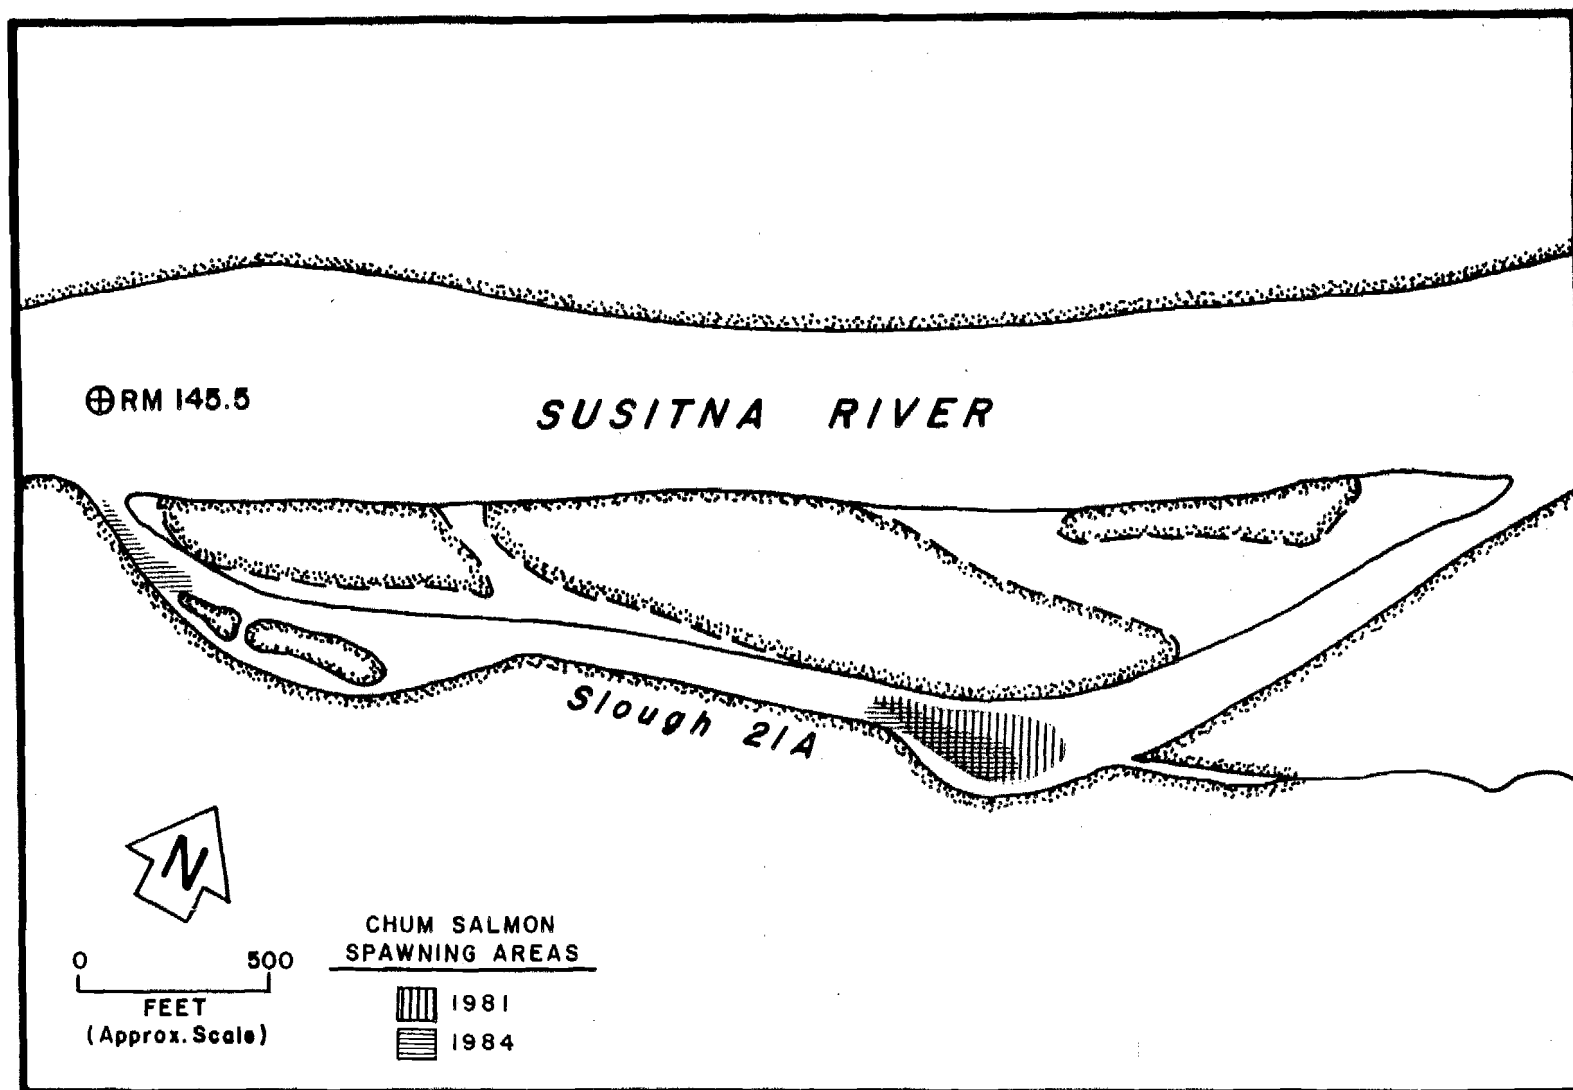 ⊕RM 145.5
SUSITNA RIVER
Slough 21A
N
0 500
FEET
(Approx. Scale)
CHUM SALMON
SPAWNING AREAS
1981
1984